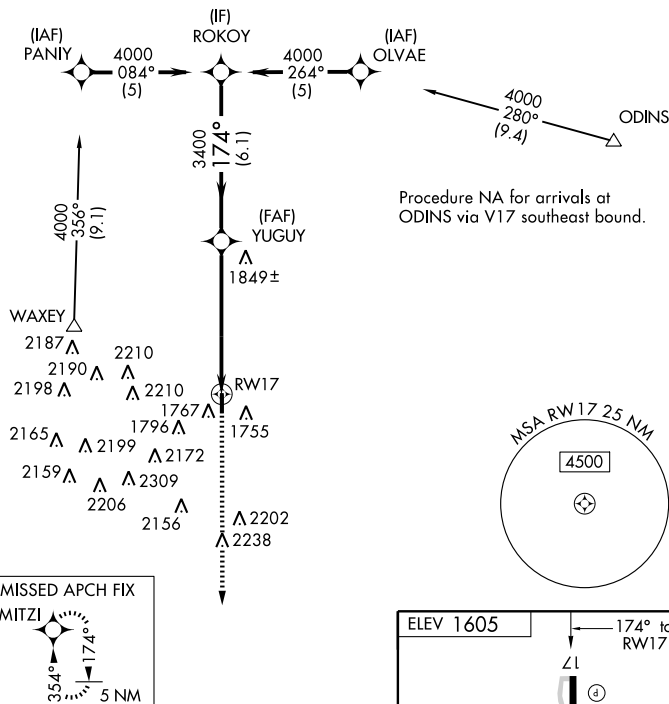 (IAF)
PANIY
4000
084°
(5)
(IF)
ROKOY
4000
264°
(5)
(IAF)
OLVAE
4000
280°
(9.4)
ODINS
3400
174°
(6.1)
Procedure NA for arrivals at
ODINS via V17 southeast bound.
4000
356°
(9.1)
(FAF)
YUGUY
1849±
WAXEY
2187
2190
2210
2198
2210
RW17
1767
1796
1755
2165
2199
2172
2159
2206
2309
2156
2202
2238
MSA RW17 25 NM
4500
MISSED APCH FIX
MITZI
174°
354°
5 NM
ELEV 1605
174° to
RW17
17
P